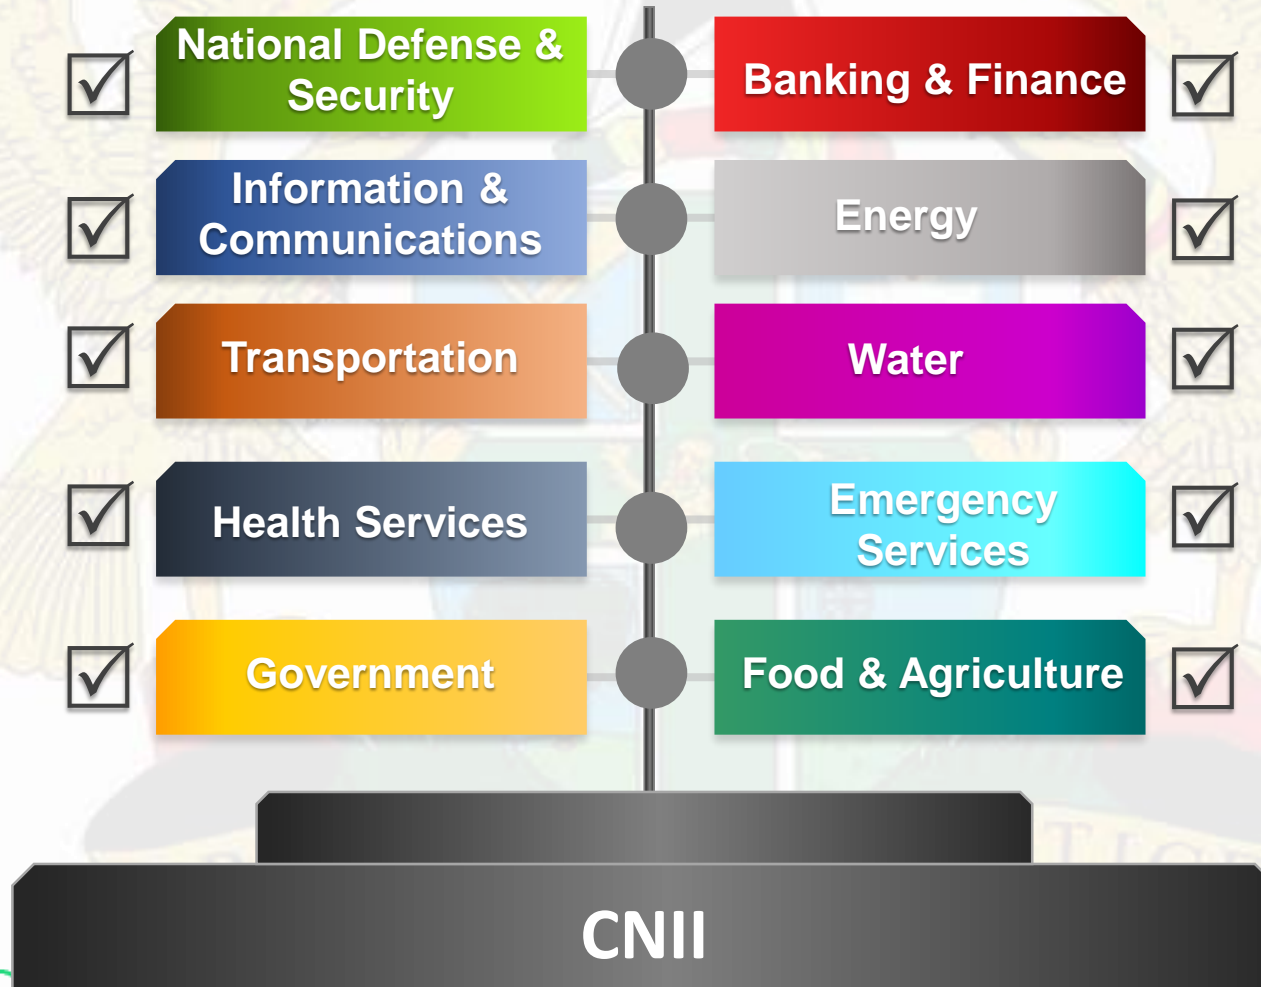 National Defense &
Security
Banking & Finance
Information &
Communications
Energy
Transportation
Water
Health Services
Emergency
Services
Government
Food & Agriculture
CNII